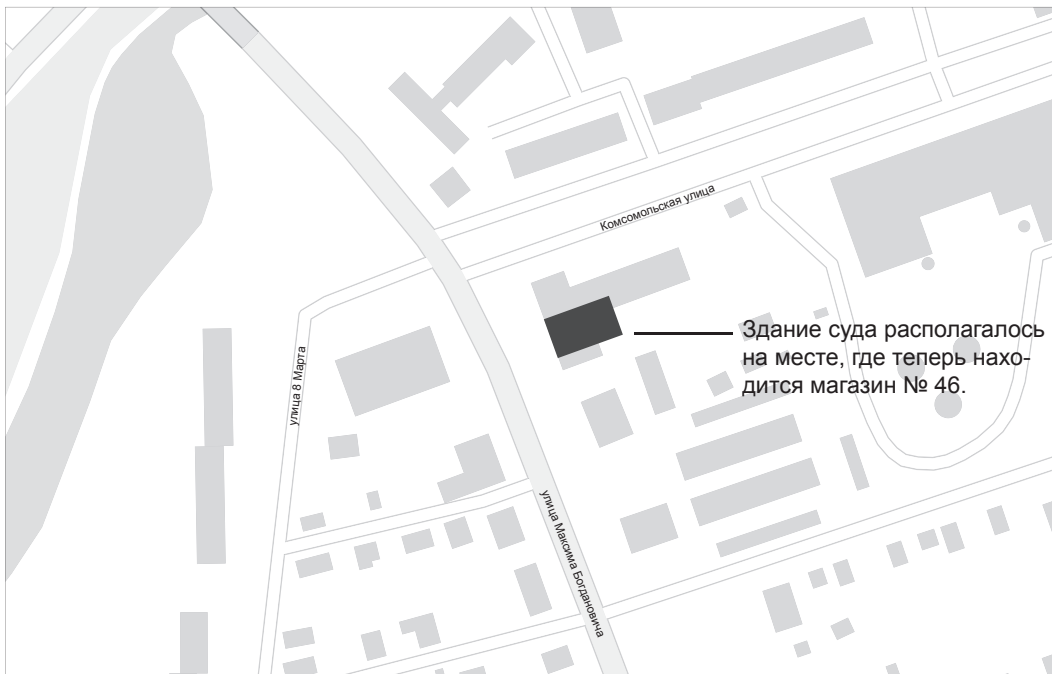 Комсомольская улица
Здание суда располагалось
на месте, где теперь нахо-
дится магазин № 46.
улица 8 Марта
улица Максима Богдановича